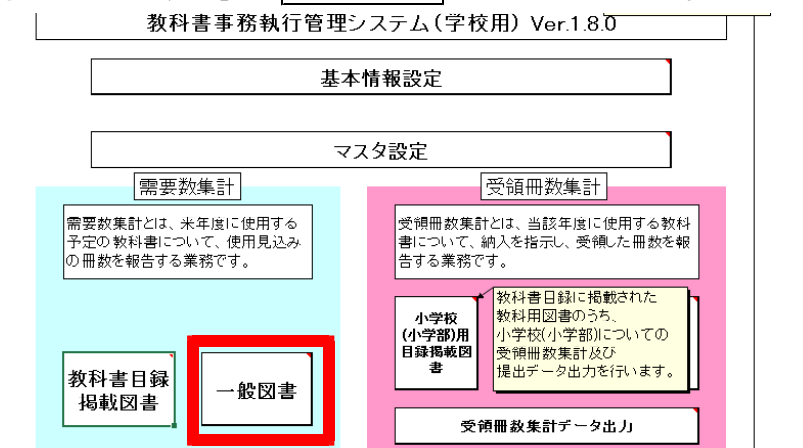 教科書事務執行管理システム(学校用) Ver.1.8.0
基本情報設定
マスタ設定
需要数集計
需要数集計とは、来年度に使用する
予定の教科書について、使用見込み
の冊数を報告する業務です。
教科書目録
掲載図書
一般図書
受領冊数集計
受領冊数集計とは、当該年度に使用する教科
書について、納入を指示し、受領した冊数を報
告する業務です。
小学校
(小学部)用
目録掲載図
書
教科書目録に掲載された
教科用図書のうち、
小学校(小学部)についての
受領冊数集計及び
提出データ出力を行います。
受領冊数集計データ出力